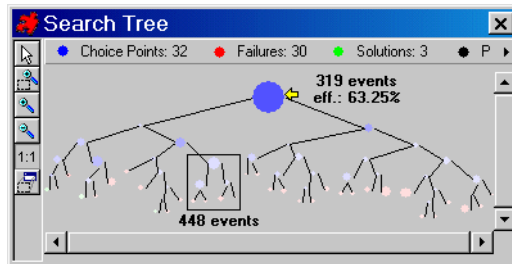 Search Tree
Choice Points: 32 Failures: 30 Solutions: 3 P
319 events
eff.: 63.25%
1:1
448 events